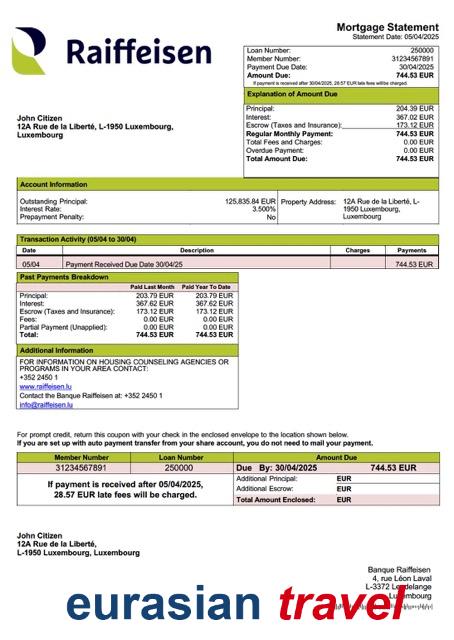 Raiffeisen
Mortgage Statement
Statement Date: 05/04/2025
Loan Number: 250000
Member Number: 31234567891
Payment Due Date: 30/04/2025
Amount Due: 744.53 EUR
If payment is received after 30/04/2025, 28.57 EUR late fees will be charged.
Explanation of Amount Due
Principal: 204.39 EUR
Interest: 367.02 EUR
Escrow (Taxes and Insurance): 173.12 EUR
Regular Monthly Payment: 744.53 EUR
Total Fees and Charges: 0.00 EUR
Overdue Payment: 0.00 EUR
Total Amount Due: 744.53 EUR
John Citizen
12A Rue de la Liberté, L-1950 Luxembourg,
Luxembourg
Account Information
Outstanding Principal: 125,835.84 EUR
Interest Rate: 3.500%
Prepayment Penalty: No
Property Address: 12A Rue de la Liberté, L-
1950 Luxembourg,
Luxembourg
Transaction Activity (05/04 to 30/04)
Date Description Charges Payments
05/04 Payment Received Due Date 30/04/25 744.53 EUR
Past Payments Breakdown
Paid Last Month Paid Year To Date
Principal: 203.79 EUR 203.79 EUR
Interest: 367.62 EUR 367.62 EUR
Escrow (Taxes and Insurance): 173.12 EUR 173.12 EUR
Fees: 0.00 EUR 0.00 EUR
Partial Payment (Unapplied): 0.00 EUR 0.00 EUR
Total: 744.53 EUR 744.53 EUR
Additional Information
FOR INFORMATION ON HOUSING COUNSELING AGENCIES OR
PROGRAMS IN YOUR AREA CONTACT:
+352 2450 1
www.raiffeisen.lu
Contact the Banque Raiffeisen at: +352 2450 1
info@raiffeisen.lu
For prompt credit, return this coupon with your check in the enclosed envelope to the location shown below.
If you are set up with auto payment transfer from your share account, you do not need to mail your payment.
Member Number Loan Number Amount Due
31234567891 250000 Due By: 30/04/2025 744.53 EUR
If payment is received after 05/04/2025,
28.57 EUR late fees will be charged.
Additional Principal: EUR
Additional Escrow: EUR
Total Amount Enclosed: EUR
John Citizen
12A Rue de la Liberté,
L-1950 Luxembourg, Luxembourg
Banque Raiffeisen
4, rue Léon Laval
L-3372 Leudelange
Luxembourg
eurasian travel